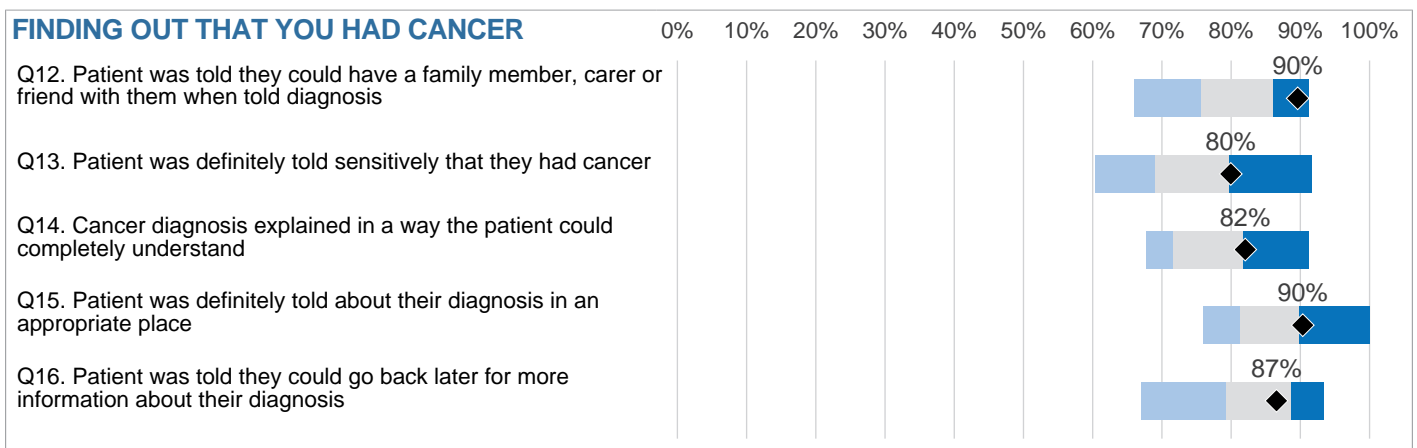 FINDING OUT THAT YOU HAD CANCER 0% 10% 20% 30% 40% 50% 60% 70% 80% 90% 100%
Q12. Patient was told they could have a family member, carer or
friend with them when told diagnosis
90%
Q13. Patient was definitely told sensitively that they had cancer
80%
Q14. Cancer diagnosis explained in a way the patient could
completely understand
82%
Q15. Patient was definitely told about their diagnosis in an
appropriate place
90%
Q16. Patient was told they could go back later for more
information about their diagnosis
87%